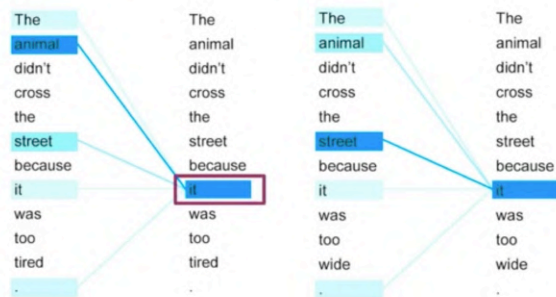 The The The The
animal animal animal animal
didn't didn't didn't didn't
cross cross cross cross
the the the the
street street street street
because because because because
it it it it
was was was was
too too too too
tired tired wide wide
. . . .